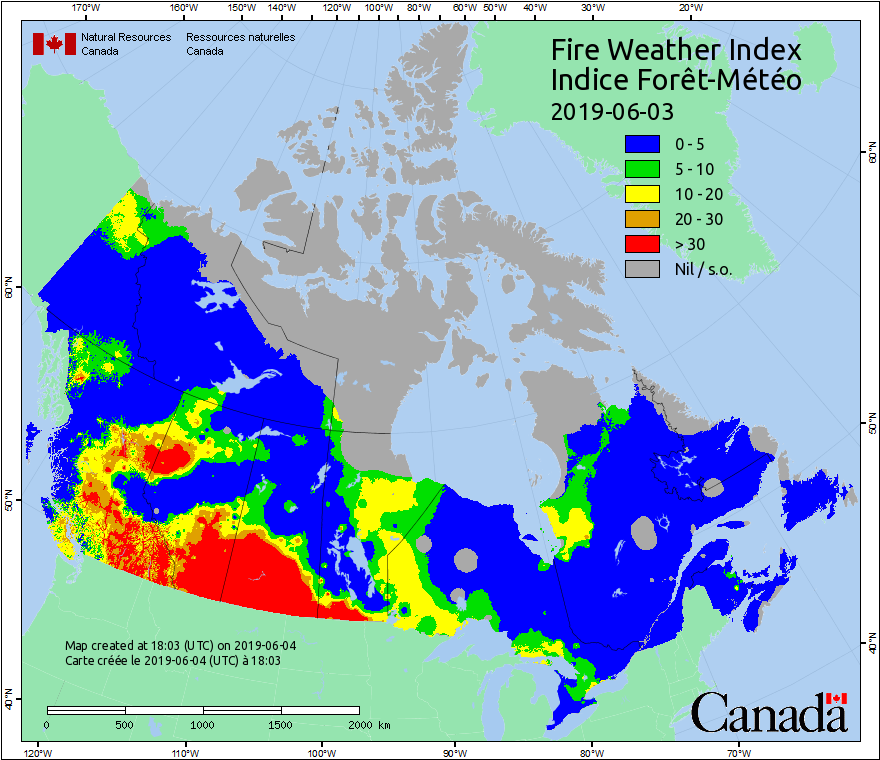 170°W 160°W 150°W 140°W 130°W 120°W 110°W 100°W 90°W 80°W 70°W 60°W 50°W 40°W 30°W 20°W
Natural Resources Ressources naturelles
Canada Canada
Fire Weather Index
Indice Forêt-Météo
2019-06-03
0 - 5
5 - 10
10 - 20
20 - 30
> 30
Nil / s.o.
60°N
60°N
50°N
50°N
40°N
40°N
Map created at 18:03 (UTC) on 2019-06-04
Carte créée le 2019-06-04 (UTC) à 18:03
0 500 1000 1500 2000 km
Canada
120°W 110°W 100°W 90°W 80°W 70°W